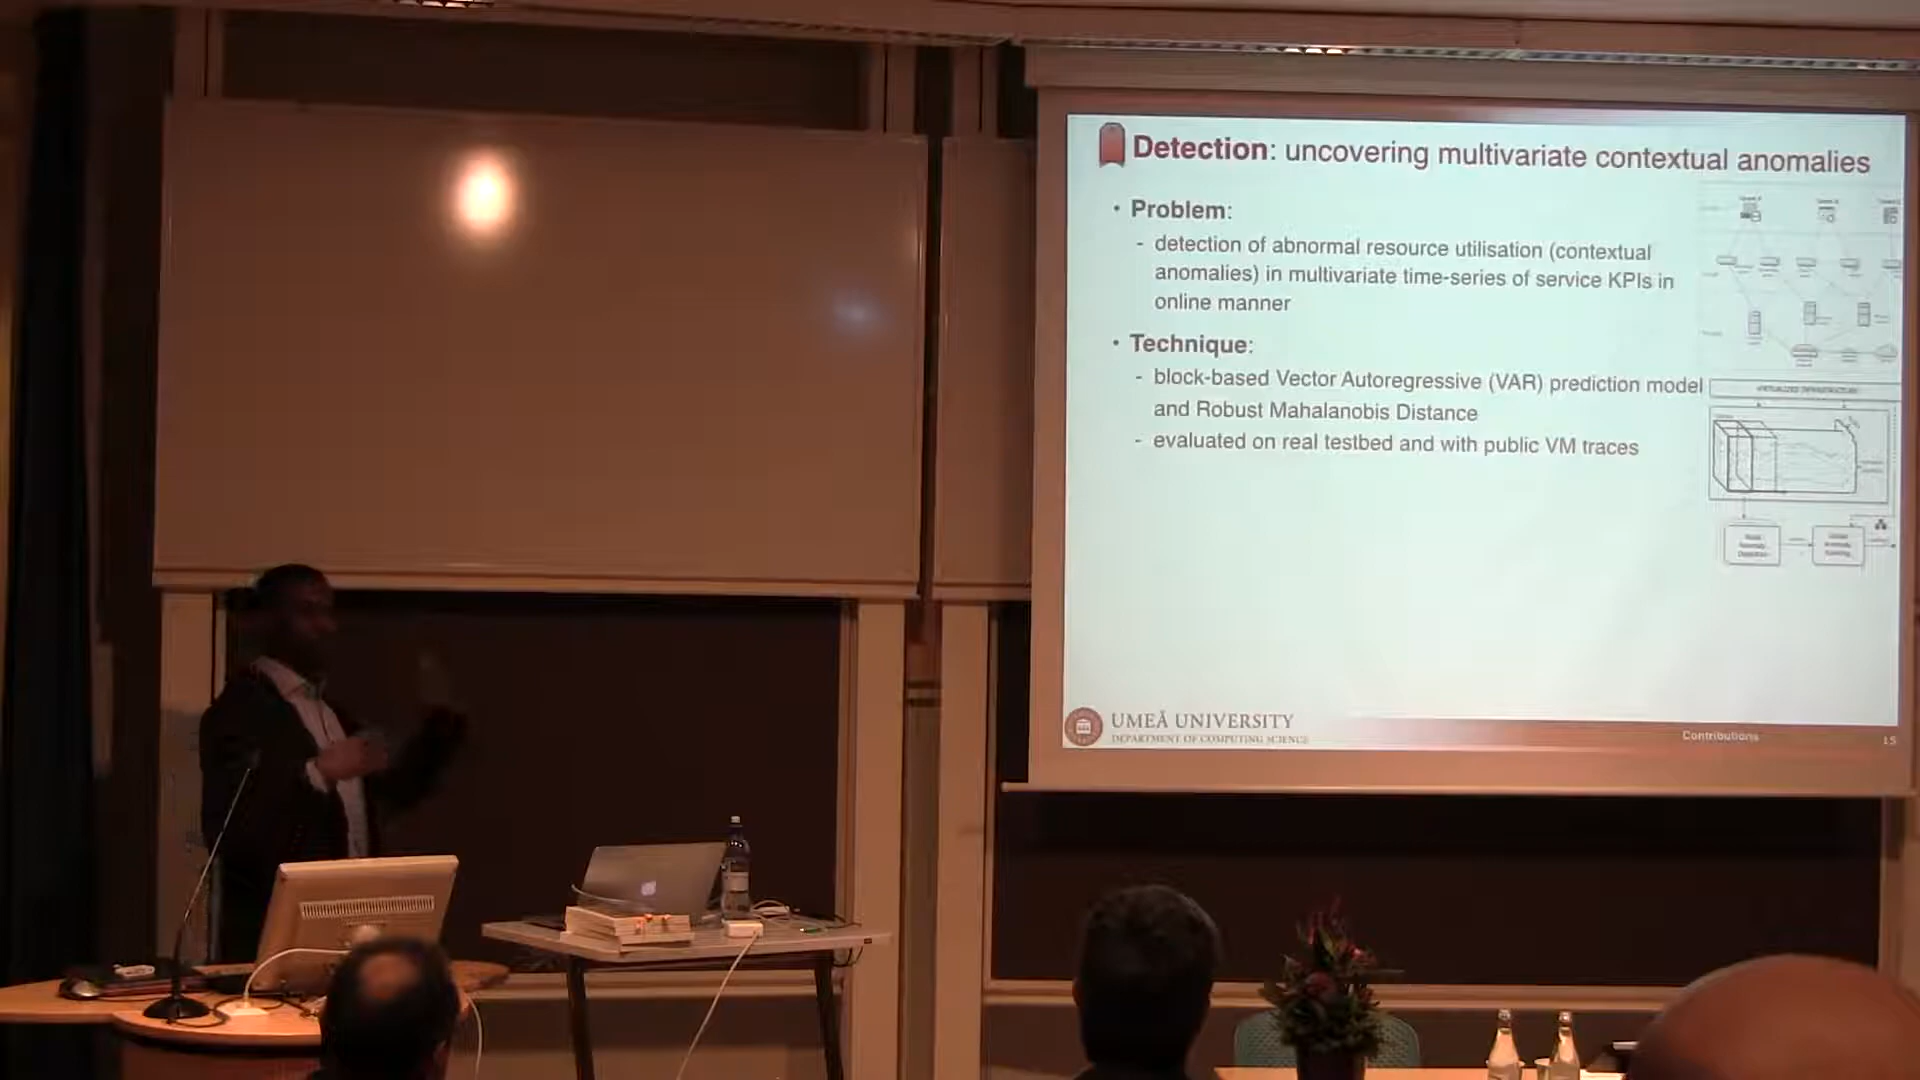 Detection: uncovering multivariate contextual anomalies
• Problem:
- detection of abnormal resource utilisation (contextual
anomalies) in multivariate time-series of service KPIs in
online manner
• Technique:
- block-based Vector Autoregressive (VAR) prediction model
and Robust Mahalanobis Distance
- evaluated on real testbed and with public VM traces
UMEÅ UNIVERSITY
DEPARTMENT OF COMPUTING SCIENCE
Contributions
15